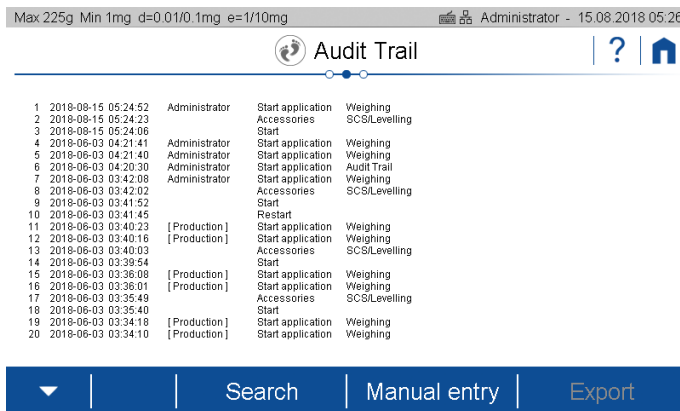 Max 225g Min 1mg d=0.01/0.1mg e=1/10mg Administrator - 15.08.2018 05:26
Audit Trail ?
1 2018-08-15 05:24:52 Administrator Start application Weighing
2 2018-08-15 05:24:23 Accessories SCS/Levelling
3 2018-08-15 05:24:06 Start
4 2018-06-03 04:21:41 Administrator Start application Weighing
5 2018-06-03 04:21:40 Administrator Start application Weighing
6 2018-06-03 04:20:30 Administrator Start application Audit Trail
7 2018-06-03 03:42:08 Administrator Start application Weighing
8 2018-06-03 03:42:02 Accessories SCS/Levelling
9 2018-06-03 03:41:52 Start
10 2018-06-03 03:41:45 Restart
11 2018-06-03 03:40:23 [ Production ] Start application Weighing
12 2018-06-03 03:40:16 [ Production ] Start application Weighing
13 2018-06-03 03:40:03 Accessories SCS/Levelling
14 2018-06-03 03:39:54 Start
15 2018-06-03 03:36:08 [ Production ] Start application Weighing
16 2018-06-03 03:36:01 [ Production ] Start application Weighing
17 2018-06-03 03:35:49 Accessories SCS/Levelling
18 2018-06-03 03:35:40 Start
19 2018-06-03 03:34:18 [ Production ] Start application Weighing
20 2018-06-03 03:34:10 [ Production ] Start application Weighing
Search Manual entry Export